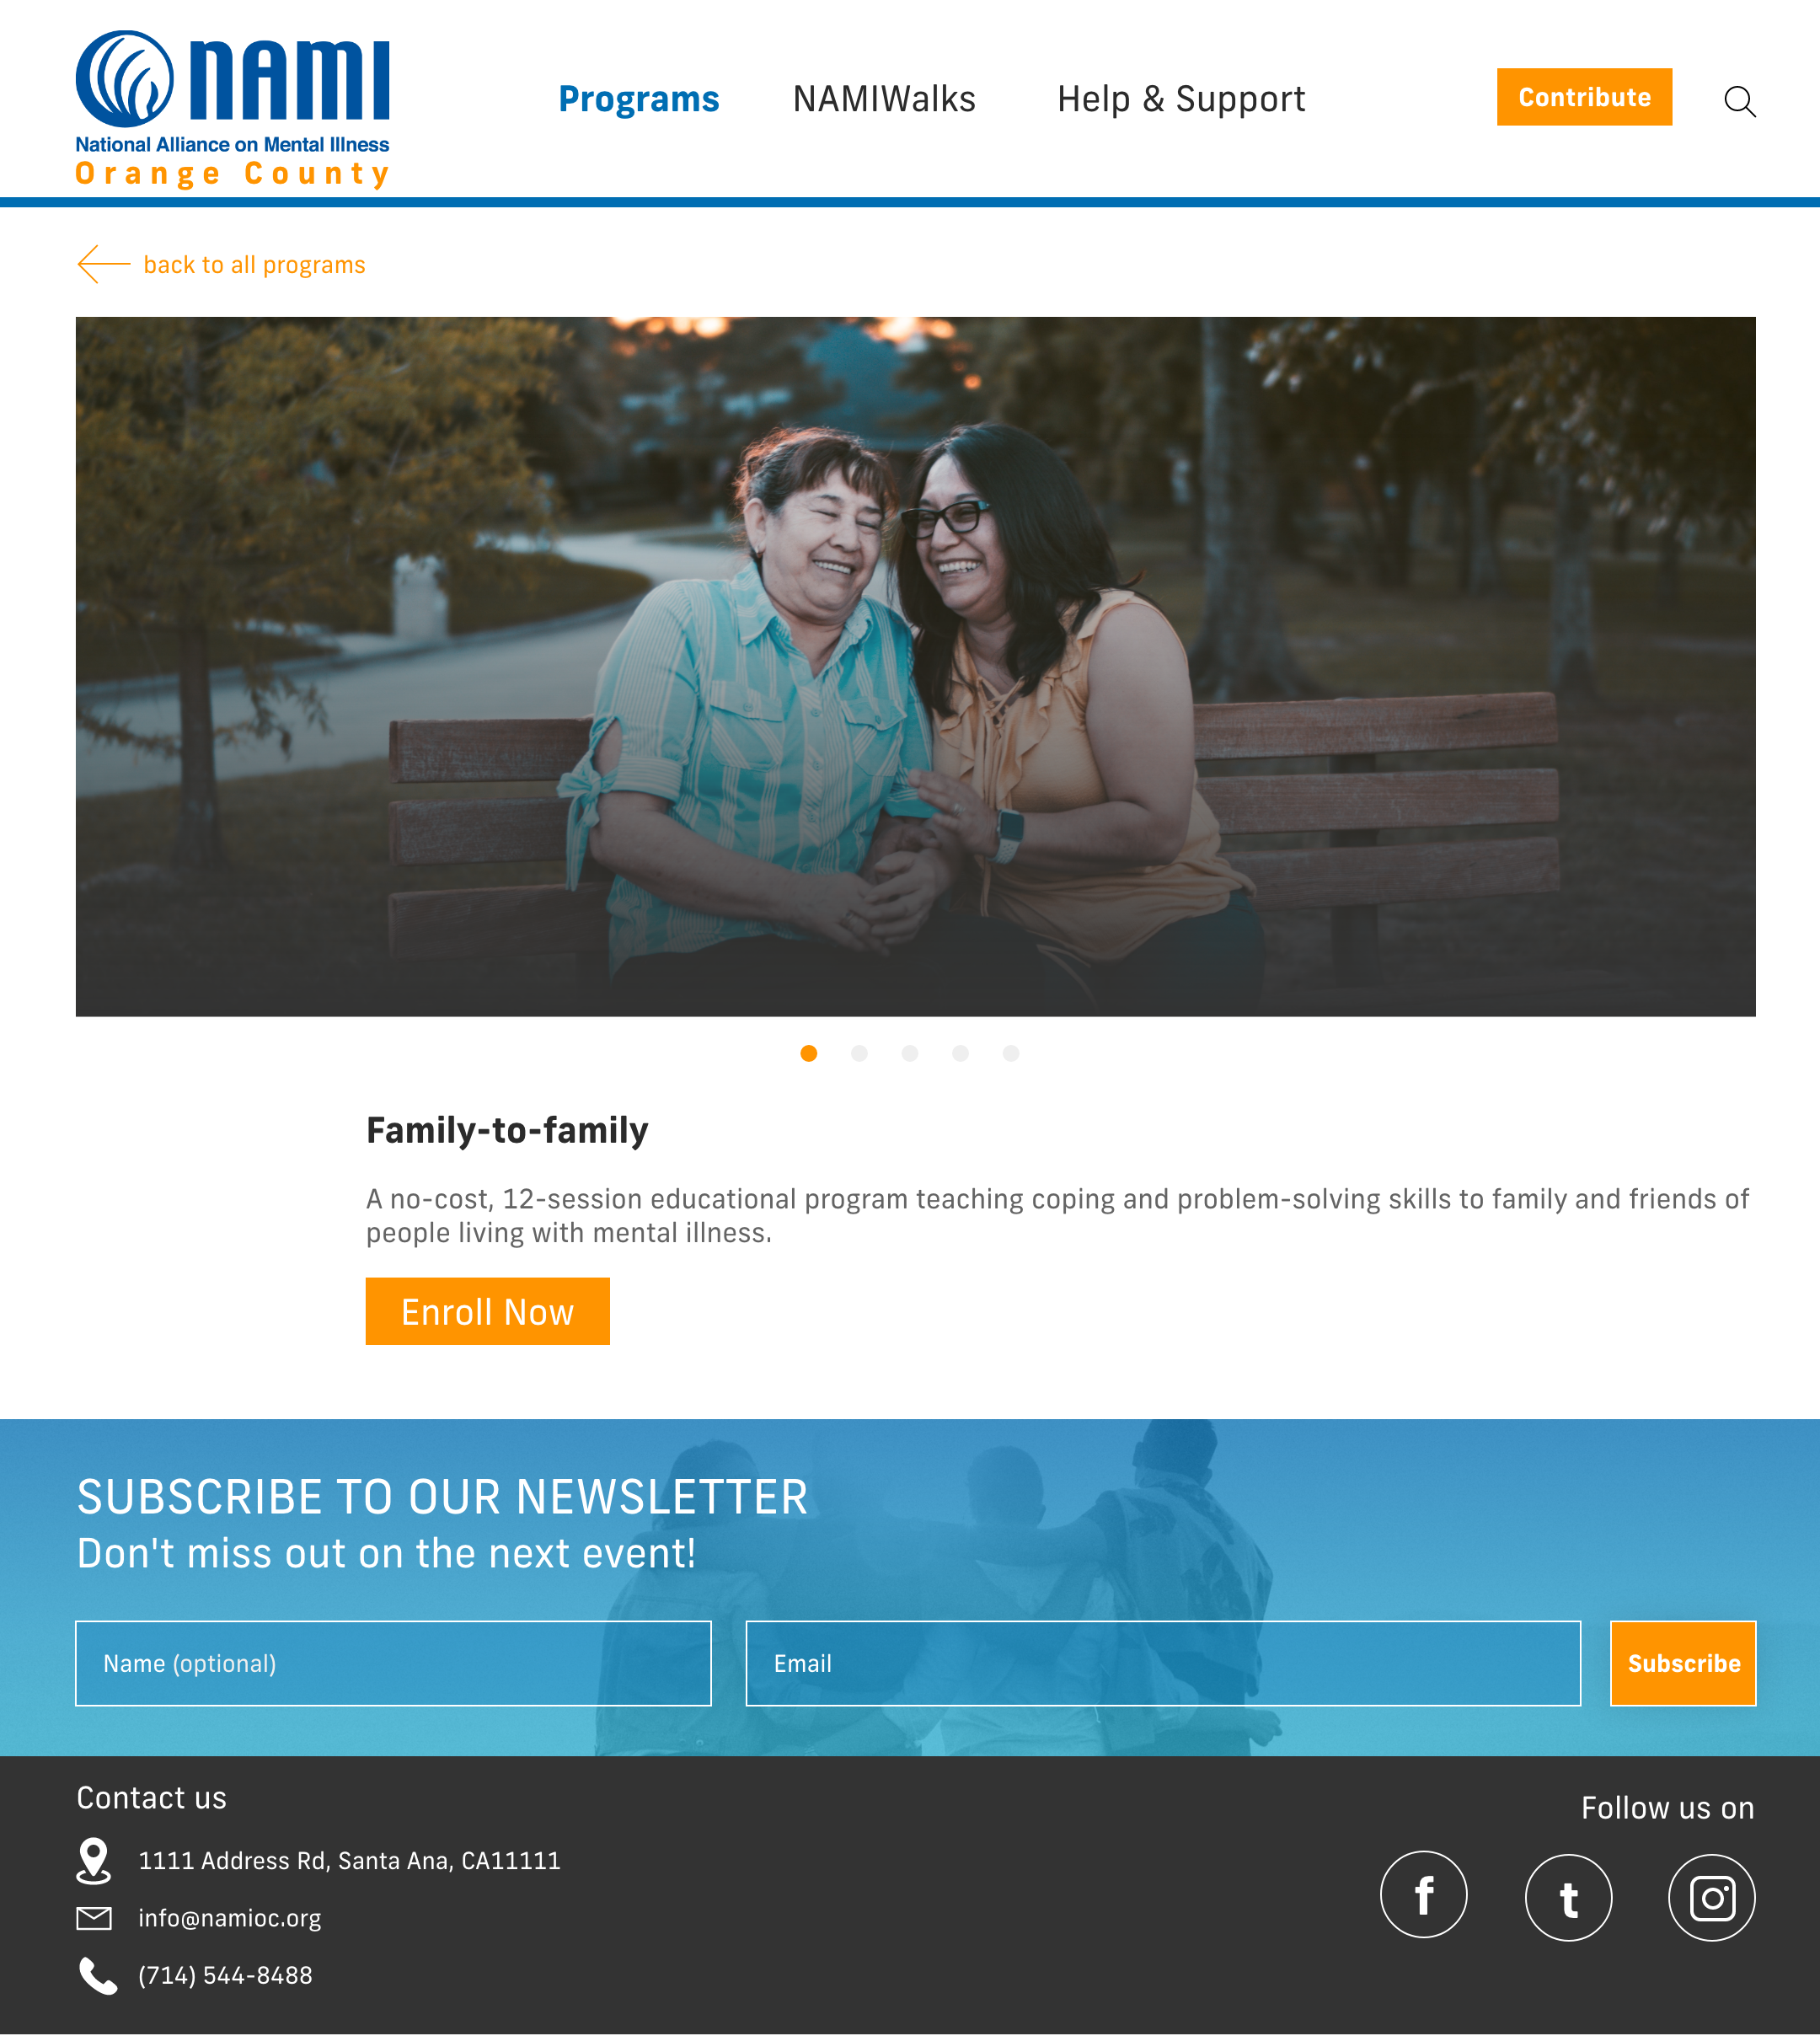 NAMI
National Alliance on Mental Illness
Orange County
Programs
NAMIWalks
Help & Support
Contribute
back to all programs
Family-to-family
A no-cost, 12-session educational program teaching coping and problem-solving skills to family and friends of
people living with mental illness.
Enroll Now
SUBSCRIBE TO OUR NEWSLETTER
Don't miss out on the next event!
Name (optional)
Email
Subscribe
Contact us
1111 Address Rd, Santa Ana, CA11111
info@namioc.org
(714) 544-8488
Follow us on
f
t